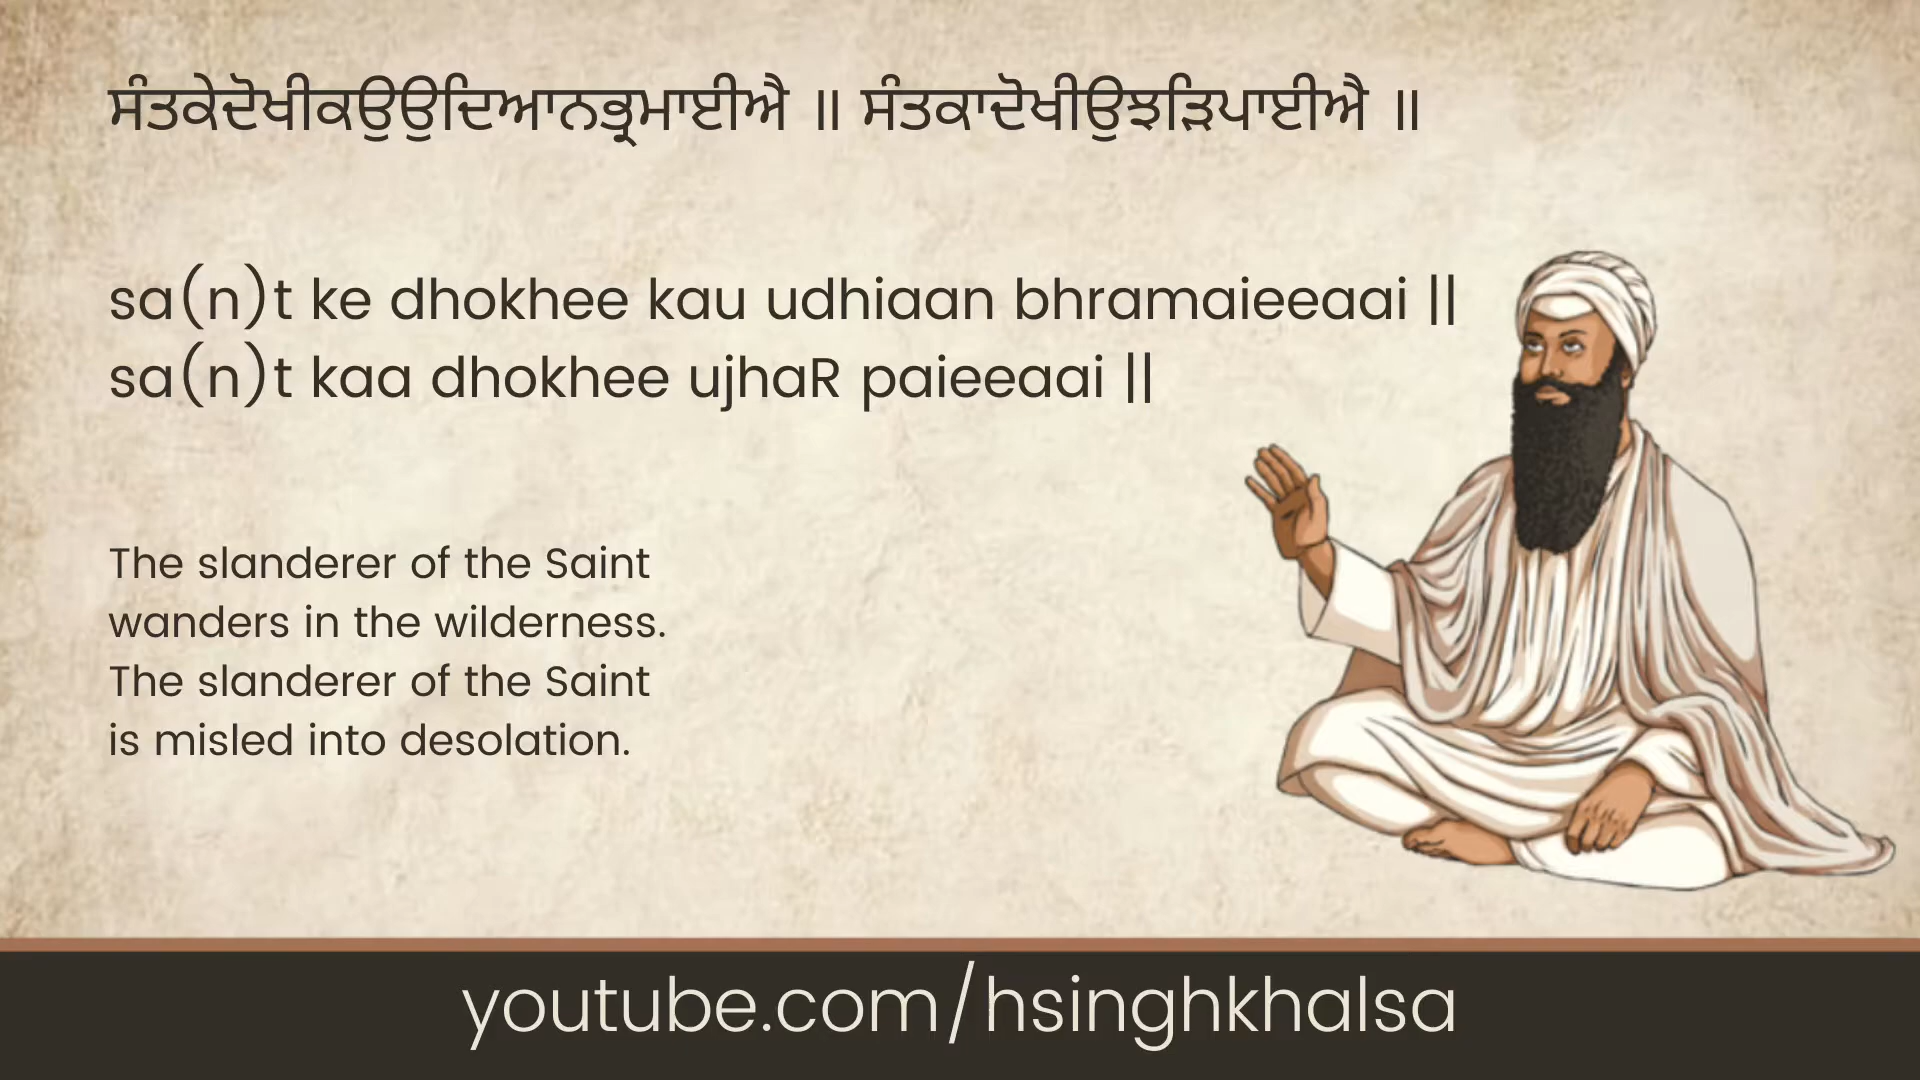 ਸੰਤਕੇਦੋਖੀਕਉਉਦਿਆਨਭ੍ਰਮਾਈਐ ॥ ਸੰਤਕਾਦੋਖੀਉਝੜਿਪਾਈਐ ॥
sa(n)t ke dhokhee kau udhiaan bhramaieeaai ||
sa(n)t kaa dhokhee ujhaR paieeaai ||
The slanderer of the Saint
wanders in the wilderness.
The slanderer of the Saint
is misled into desolation.
youtube.com/hsinghkhalsa